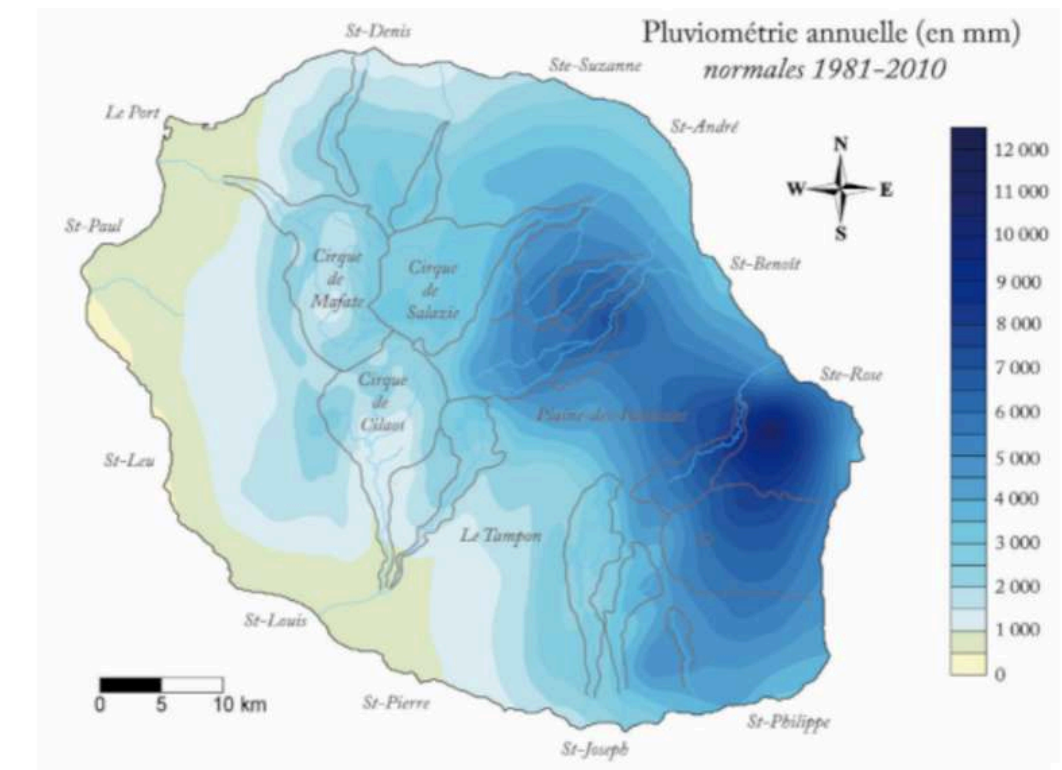 Pluviométrie annuelle (en mm)
normales 1981-2010
St-Denis
Ste-Suzanne
Le Port
St-André
N
W
E
S
St-Paul
St-Benoît
Cirque
de
Mafate
Cirque
de
Salazie
Cirque
de
Cilaos
Ste-Rose
Plaine-des-Palmistes
St-Leu
Le Tampon
St-Louis
St-Pierre
St-Joseph
St-Philippe
0 5 10 km
12 000
11 000
10 000
9 000
8 000
7 000
6 000
5 000
4 000
3 000
2 000
1 000
0